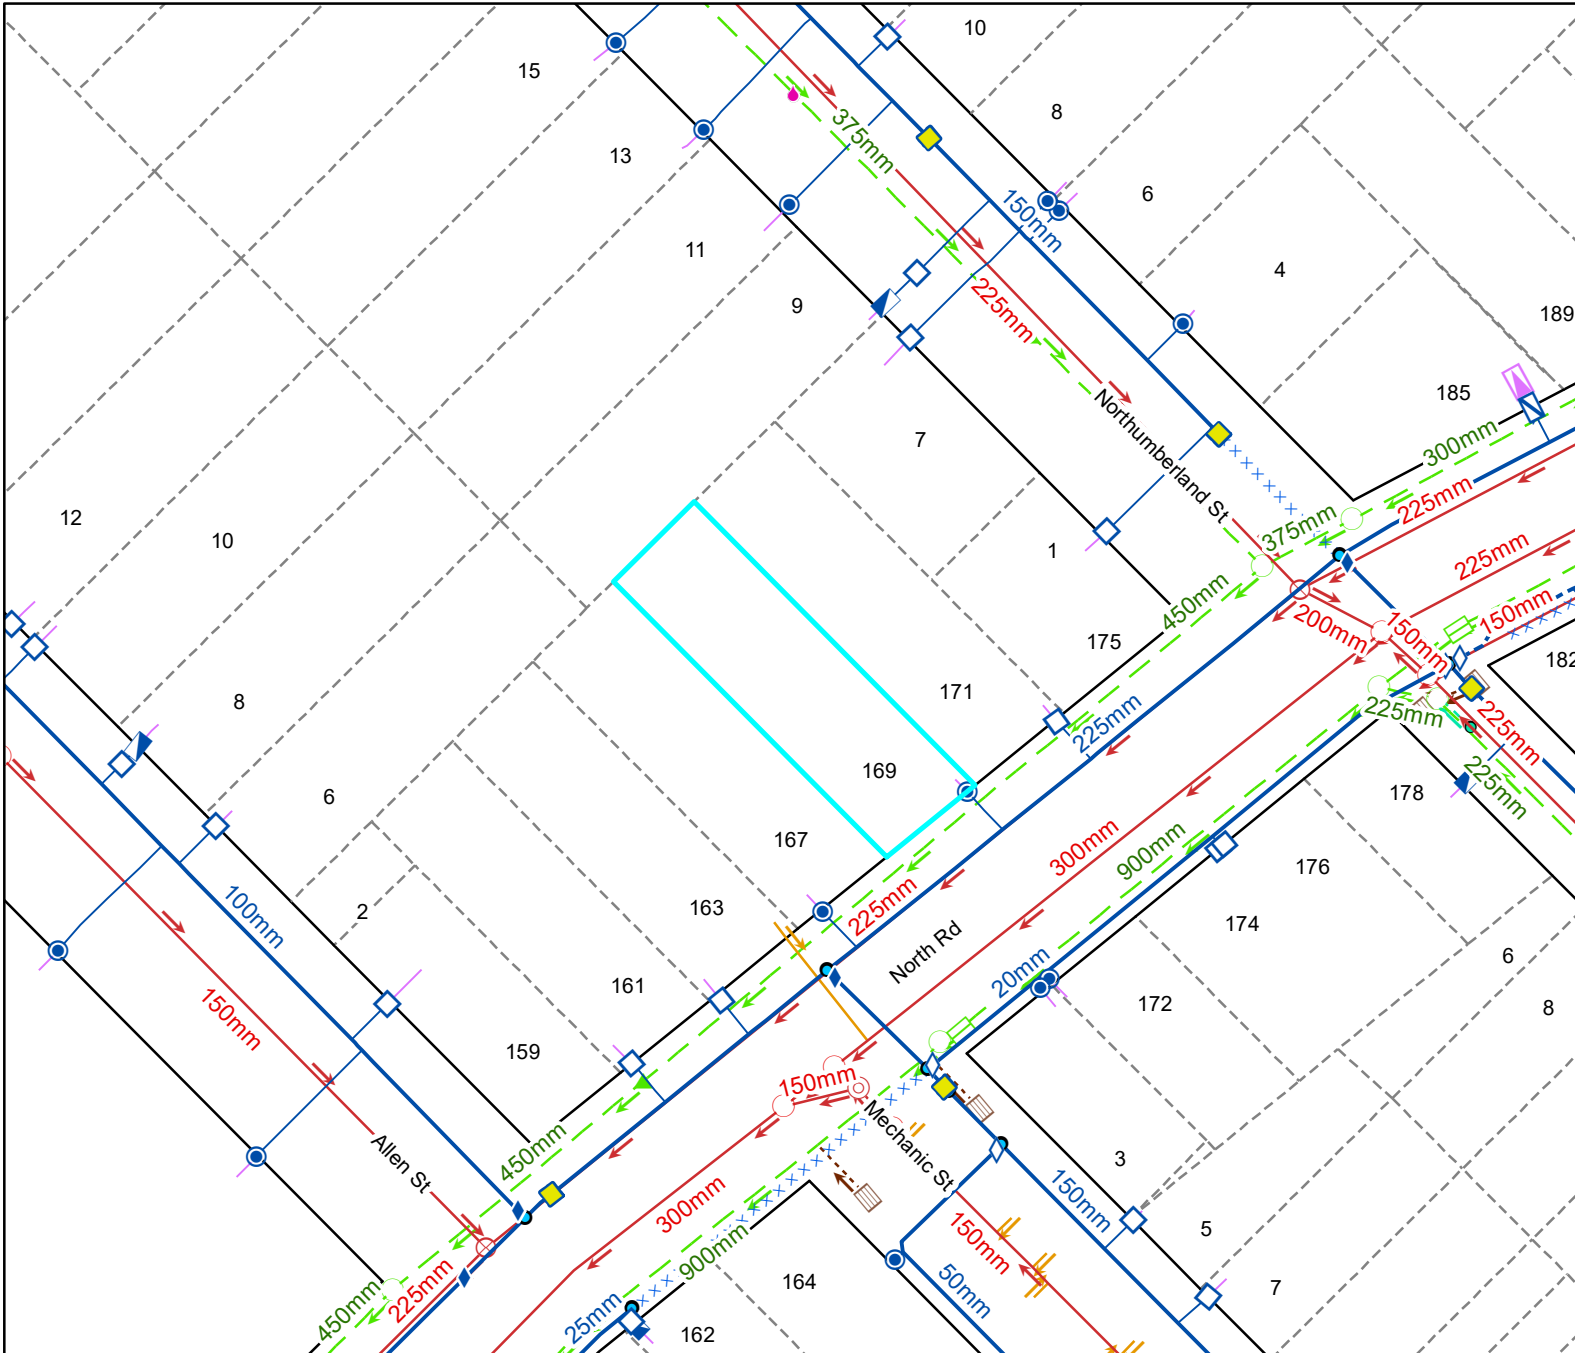 10
15
8
375mm
13
6
150mm
11
4
9
225mm
189
185
Northumberland St
7
300mm
225mm
12
10
375mm
1
225mm
450mm
150mm
200mm
150mm
175
182
171
8
225mm
225mm
225mm
169
225mm
6
178
167
300mm
900mm
176
2
163
225mm
174
100mm
North Rd
6
20mm
161
172
8
150mm
159
150mm
Mechanic St
450mm
Allen St
3
150mm
300mm
5
150mm
900mm
164
50mm
7
450mm
225mm
25mm
162